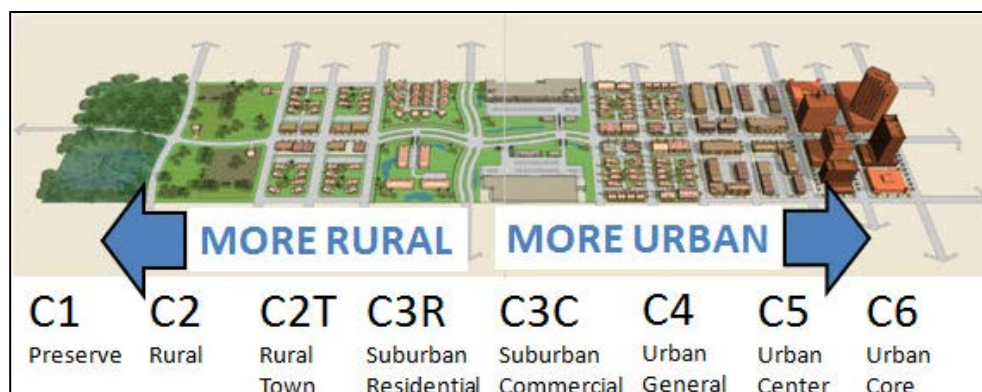 MORE RURAL MORE URBAN
C1 C2 C2T C3R C3C C4 C5 C6
Preserve Rural Rural Suburban Suburban Urban Urban Urban
Town Residential Commercial General Center Core